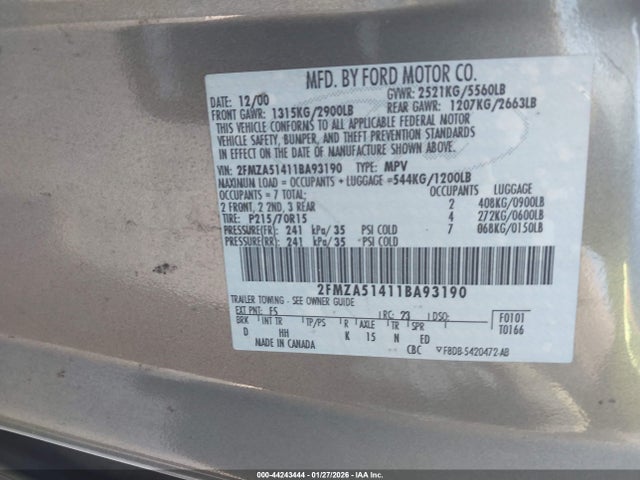 MFD. BY FORD MOTOR CO.
DATE: 12/00 GVWR: 2521KG/5560LB
FRONT GAWR: 1315KG/2900LB REAR GAWR: 1207KG/2663LB
THIS VEHICLE CONFORMS TO ALL APPLICABLE FEDERAL MOTOR
VEHICLE SAFETY, BUMPER, AND THEFT PREVENTION STANDARDS
IN EFFECT ON THE DATE OF MANUFACTURE SHOWN ABOVE.
VIN: 2FMZA51411BA93190 TYPE: MPV
MAXIMUM LOAD = OCCUPANTS + LUGGAGE =544KG/1200LB
OCCUPANTS = 7 TOTAL: OCCUPANTS LUGGAGE
2 FRONT, 2 2ND, 3 REAR 2 408KG/0900LB
TIRE: P215/70R15 4 272KG/0600LB
PRESSURE(FR): 241 kPa/ 35 PSI COLD 7 068KG/0150LB
PRESSURE(RR): 241 kPa/ 35 PSI COLD
2FMZA51411BA93190
TRAILER TOWING - SEE OWNER GUIDE
EXT PNT: FS RC: 23 DSO: F0101
BRK INT TR TP/PS R AXLE TR SPR T0166
D HH K 15 N ED
MADE IN CANADA CBC F8DB-5420472-AB
000-44243444 - 01/27/2026 - IAA Inc.